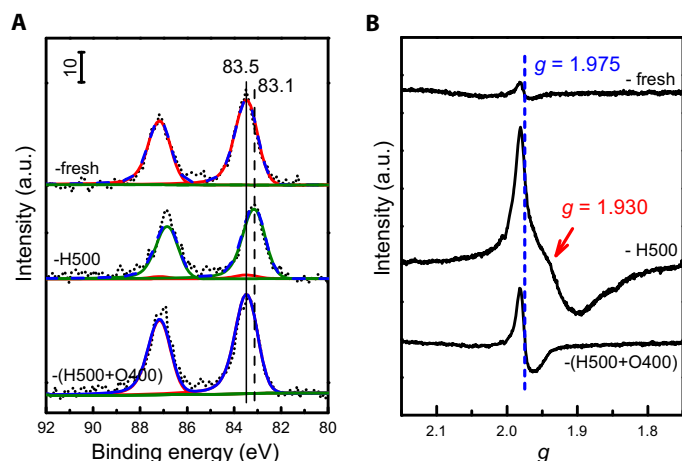 A
B
10
83.5
83.1
g = 1.975
- fresh
-fresh
g = 1.930
-H500
- H500
-(H500+O400)
-(H500+O400)
Intensity (a.u.)
Intensity (a.u.)
92 90 88 86 84 82 80
2.1 2.0 1.9 1.8
Binding energy (eV)
g